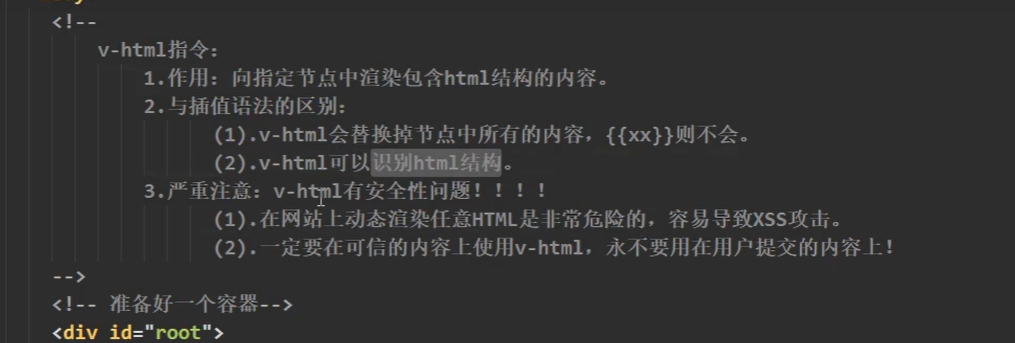 <!--
v-html指令：
1.作用：向指定节点中渲染包含html结构的内容。
2.与插值语法的区别：
(1).v-html会替换掉节点中所有的内容，{{xx}}则不会。
(2).v-html可以识别html结构。
3.严重注意：v-html有安全性问题！！！！
(1).在网站上动态渲染任意HTML是非常危险的，容易导致XSS攻击。
(2).一定要在可信的内容上使用v-html，永不要用在用户提交的内容上！
-->
<!-- 准备好一个容器-->
<div id="root">